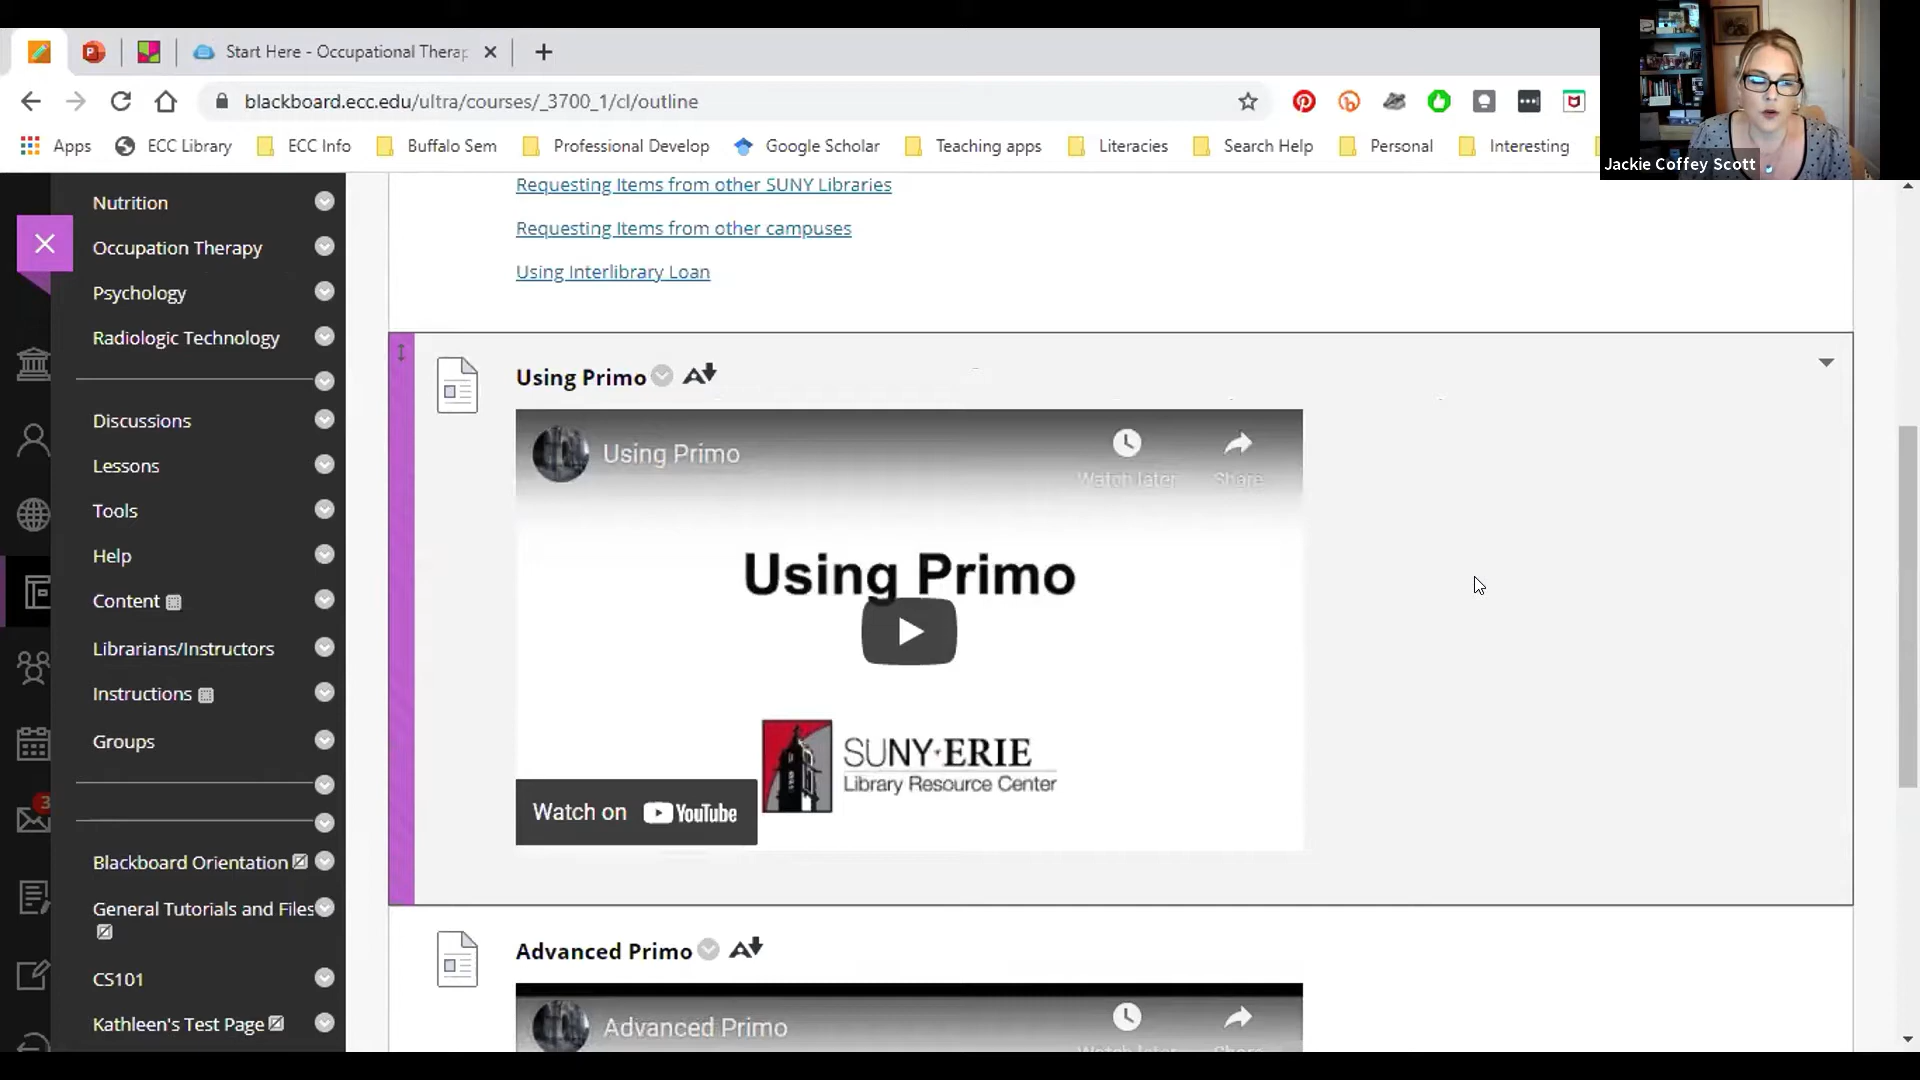 Start Here - Occupational Therap
blackboard.ecc.edu/ultra/courses/_3700_1/cl/outline
Apps ECC Library ECC Info Buffalo Sem Professional Develop Google Scholar Teaching apps Literacies Search Help Personal Interesting
Jackie Coffey Scott
Nutrition
Occupation Therapy
Psychology
Radiologic Technology
Discussions
Lessons
Tools
Help
Content
Librarians/Instructors
Instructions
Groups
Blackboard Orientation
General Tutorials and Files
CS101
Kathleen's Test Page
3
Requesting Items from other SUNY Libraries
Requesting Items from other campuses
Using Interlibrary Loan
Using Primo
Using Primo
Watch later Share
Using Primo
SUNY·ERIE
Library Resource Center
Watch on YouTube
Advanced Primo
Advanced Primo
Watch later Share